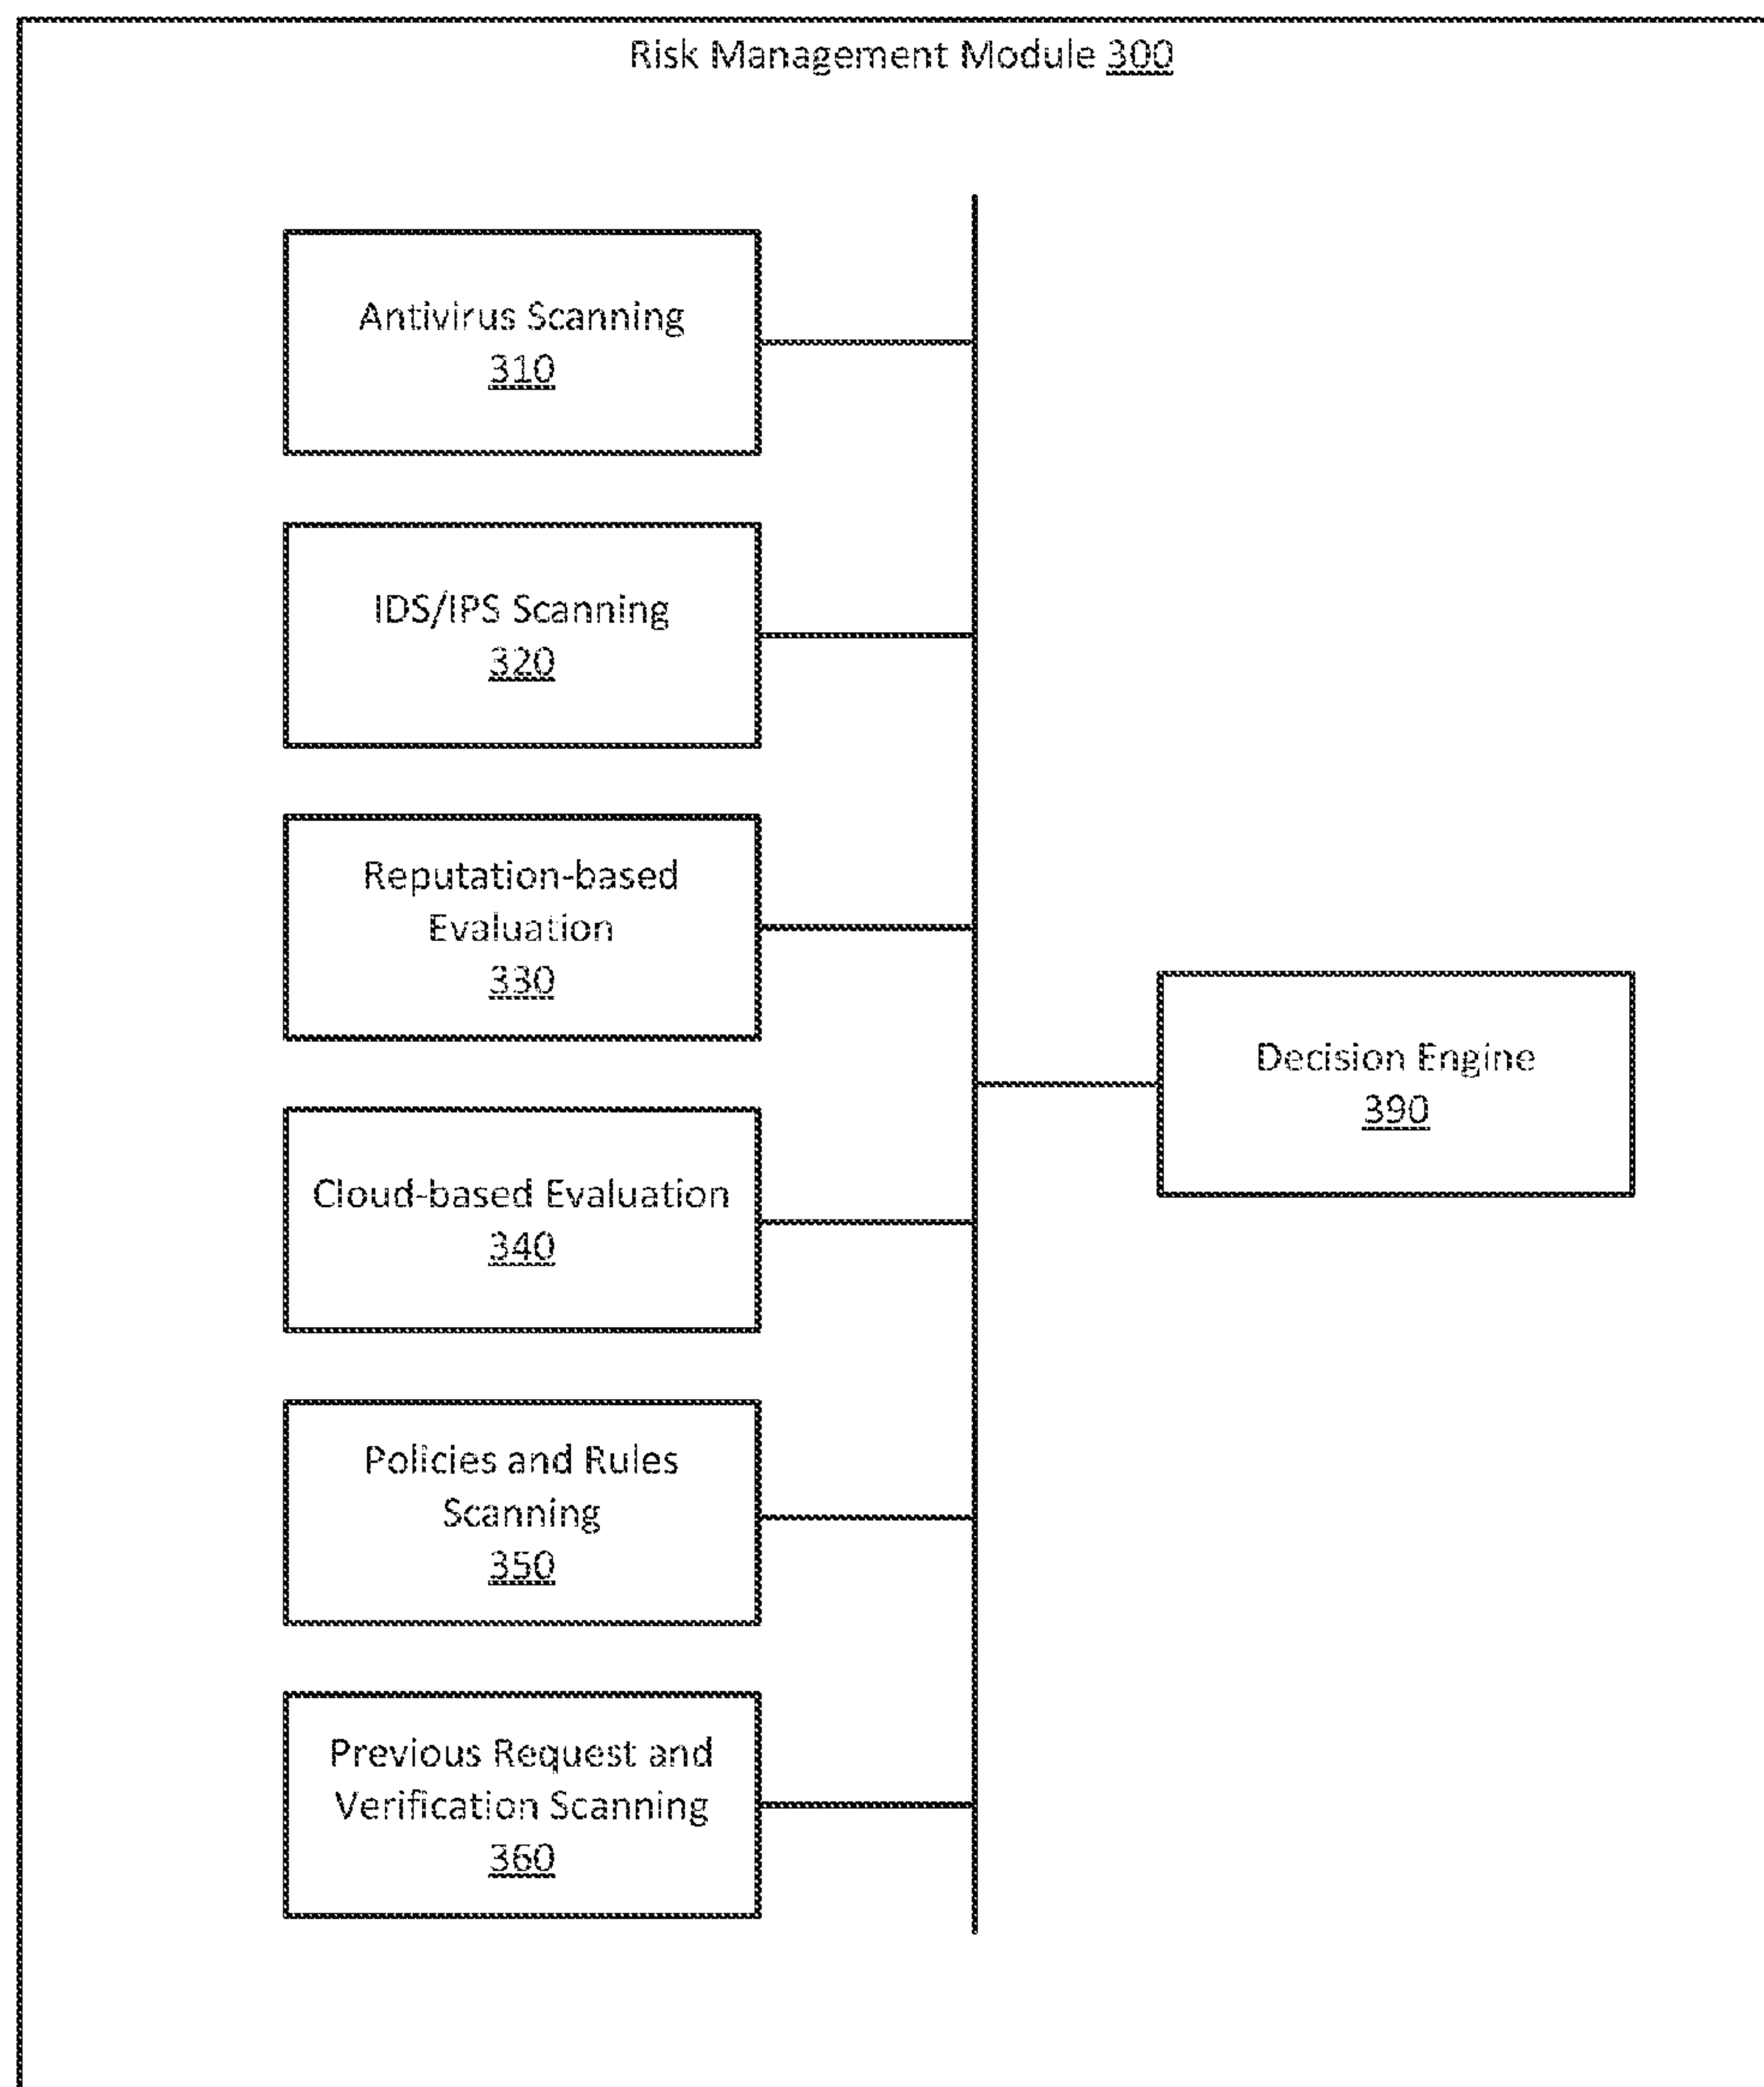 Risk Management Module 300
Antivirus Scanning
310
IDS/IPS Scanning
320
Reputation-based
Evaluation
330
Cloud-based Evaluation
340
Policies and Rules
Scanning
350
Previous Request and
Verification Scanning
360
Decision Engine
390